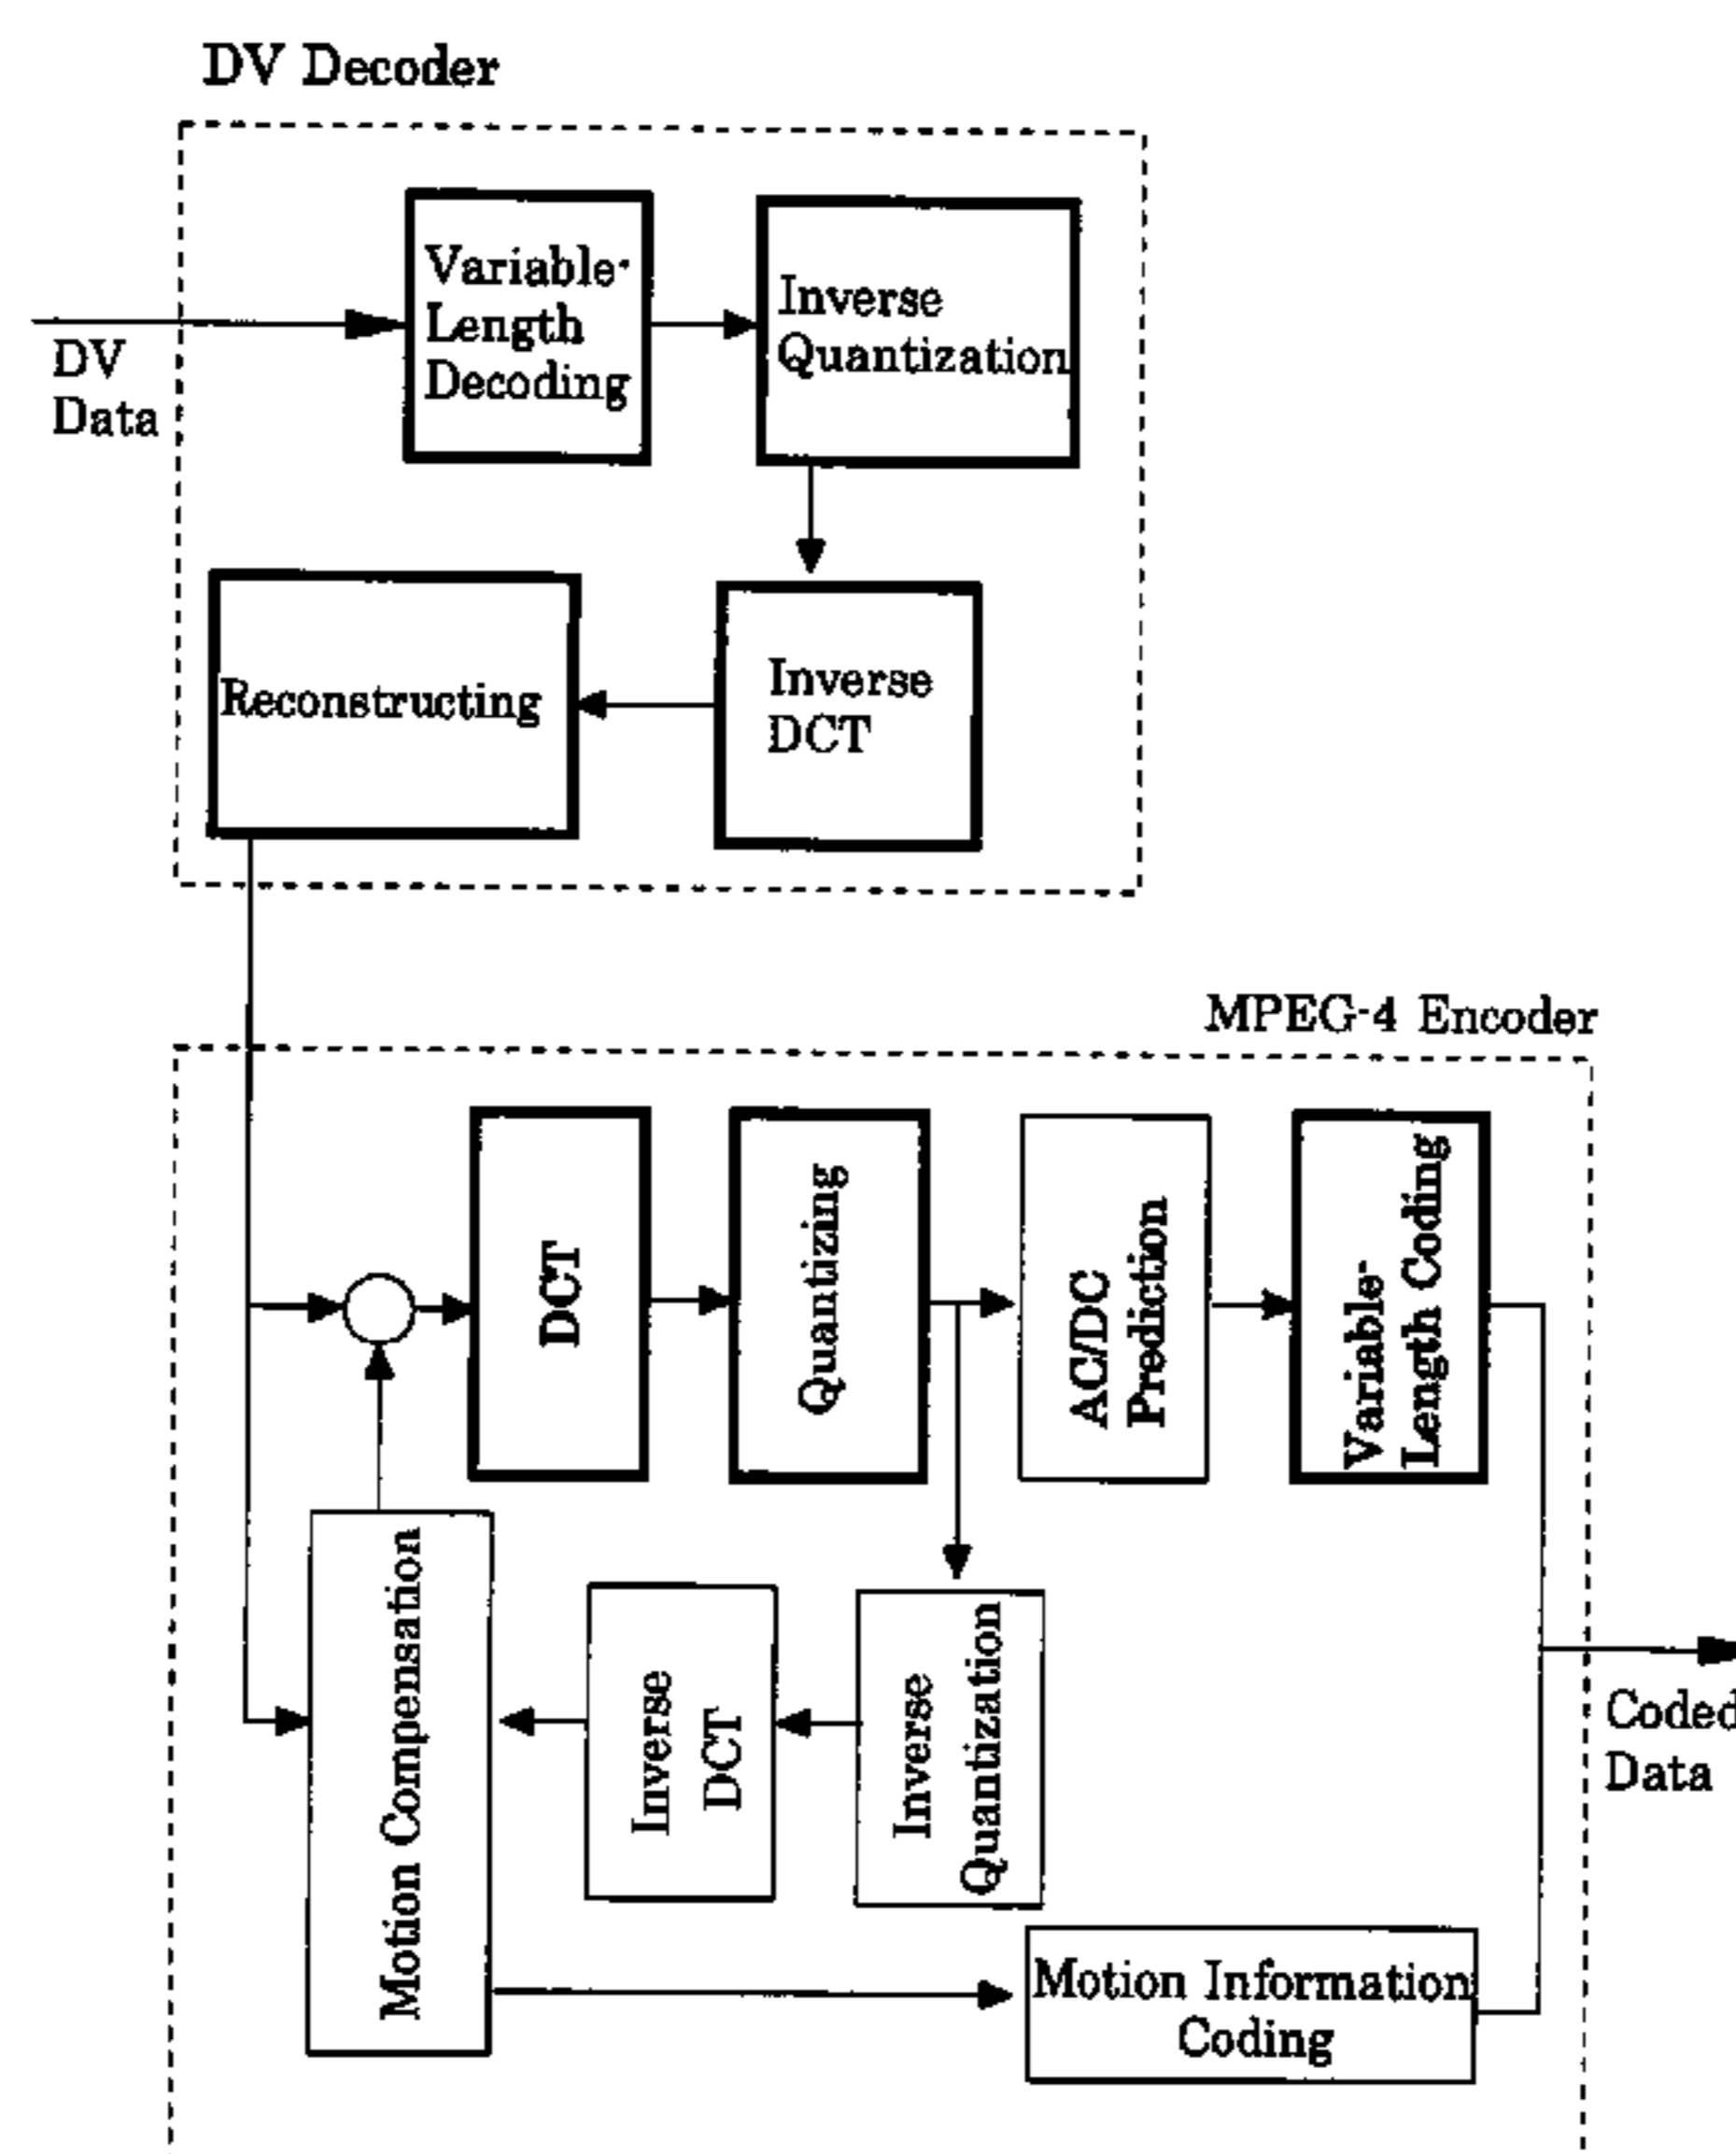 DV Decoder
Variable-
Length
Decoding
Inverse
Quantization
DV
Data
Reconstructing
Inverse
DCT
MPEG-4 Encoder
DCT
Quantizing
AC/DC
Prediction
Variable-
Length Coding
Motion Compensation
Inverse
DCT
Inverse
Quantization
Coded
Data
Motion Information
Coding